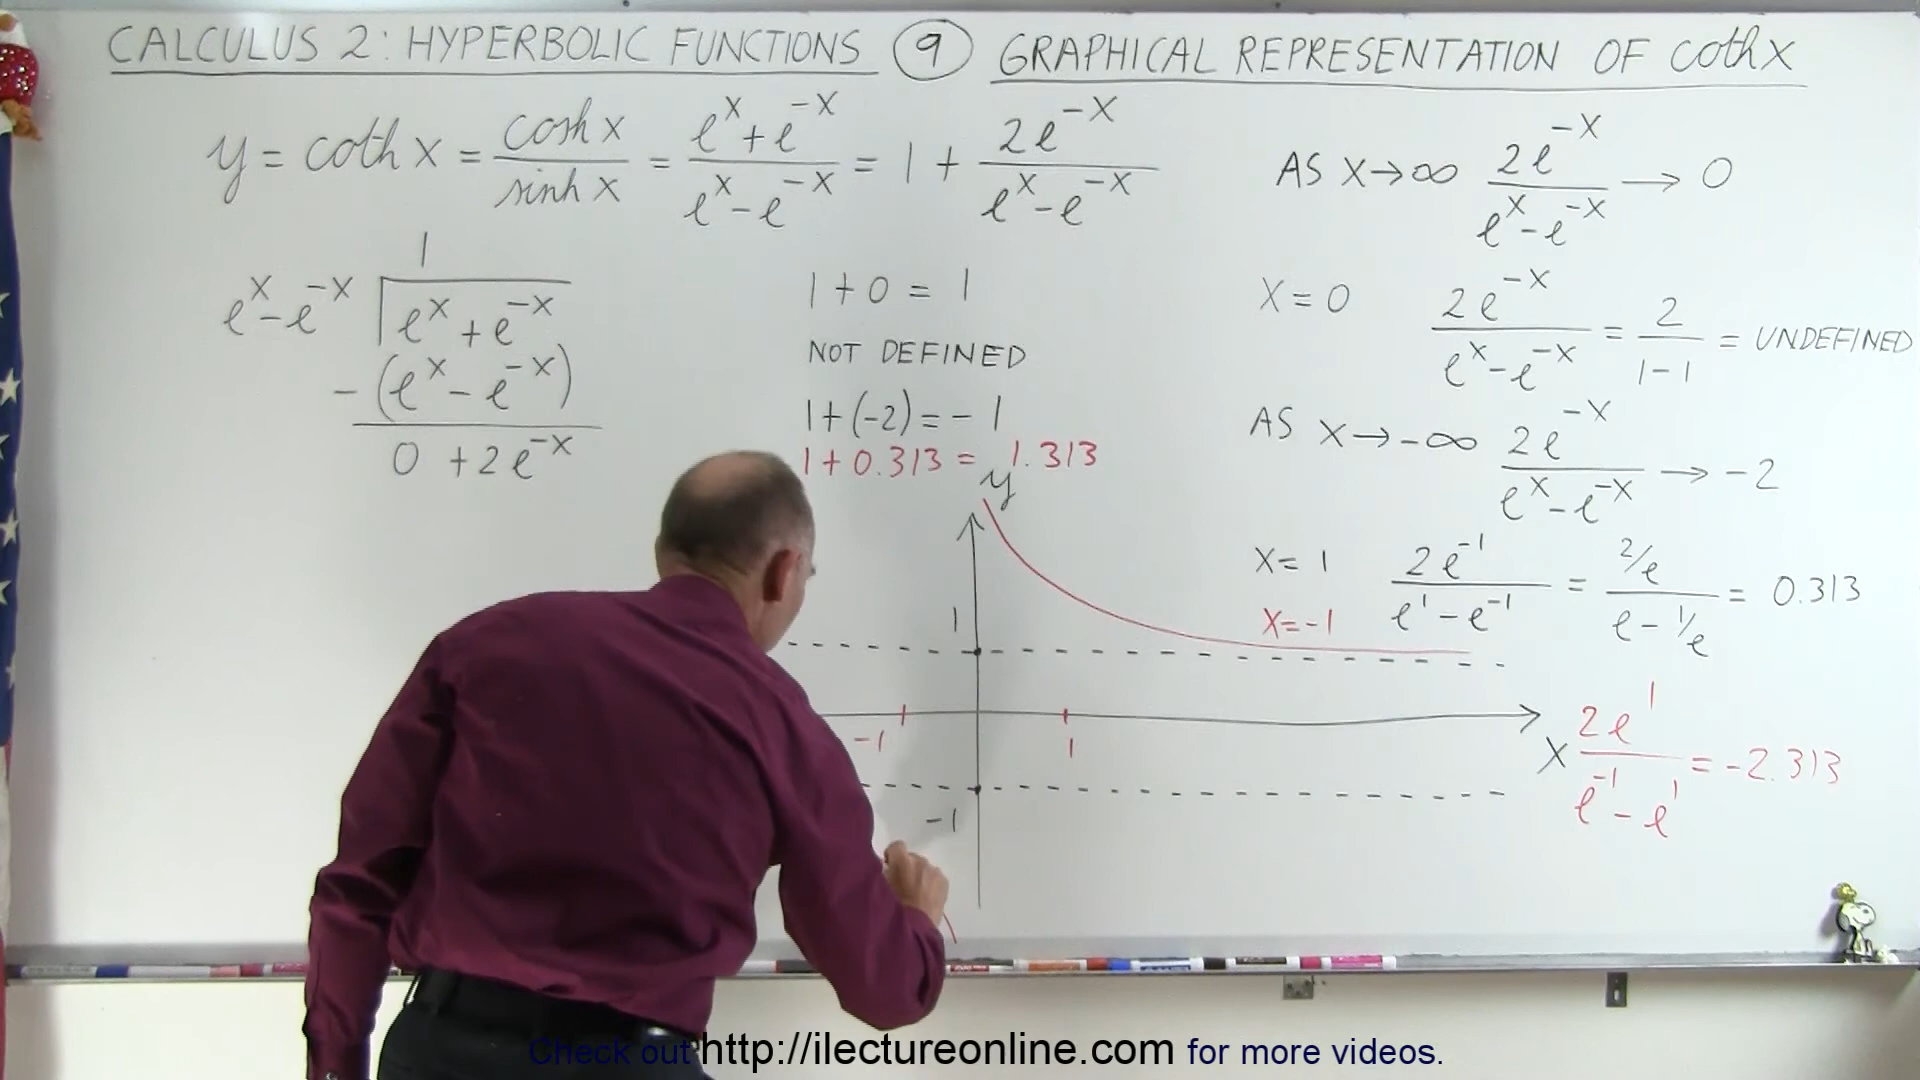 CALCULUS 2: HYPERBOLIC FUNCTIONS 9 GRAPHICAL REPRESENTATION OF coth x
y = coth x = cosh x / sinh x = (e^x + e^-x) / (e^x - e^-x) = 1 + 2e^-x / (e^x - e^-x)
1
e^x - e^-x √ e^x + e^-x
- (e^x - e^-x)
0 + 2e^-x
1 + 0 = 1
NOT DEFINED
1 + (-2) = -1
1 + 0.313 = 1.313
AS X → ∞ 2e^-x / (e^x - e^-x) → 0
X = 0 2e^-x / (e^x - e^-x) = 2 / (1 - 1) = UNDEFINED
AS X → -∞ 2e^-x / (e^x - e^-x) → -2
X = 1 2e^-1 / (e^1 - e^-1) = (2/e) / (e - 1/e) = 0.313
X = -1
2e^1 / (e^-1 - e^1) = -2.313
y
1
-1 1
X
-1
Check out http://ilectureonline.com for more videos.